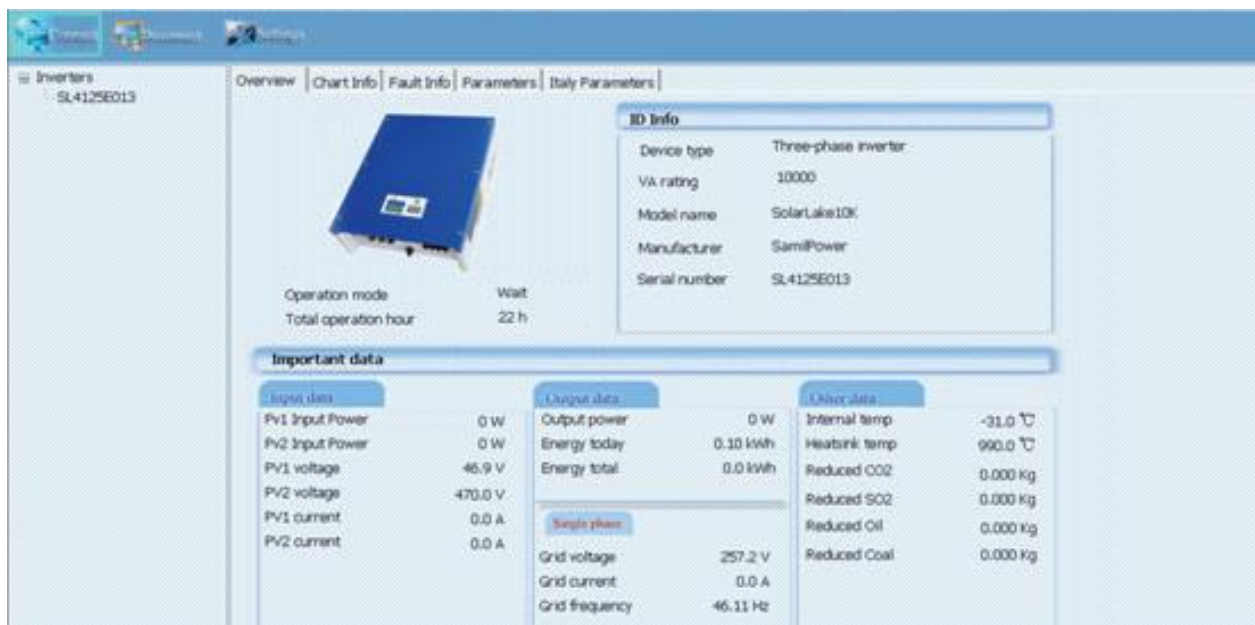 Connect Disconnect Settings
Inverters
SL4125E013
Overview Chart Info Fault Info Parameters Italy Parameters
ID Info
Device type Three-phase inverter
VA rating 10000
Model name SolarLake10K
Manufacturer SamilPower
Serial number SL4125E013
Operation mode Wait
Total operation hour 22 h
Important data
Input data
Pv1 Input Power 0 W
Pv2 Input Power 0 W
PV1 voltage 46.9 V
PV2 voltage 470.0 V
PV1 current 0.0 A
PV2 current 0.0 A
Output data
Output power 0 W
Energy today 0.10 kWh
Energy total 0.0 kWh
Single phase
Grid voltage 257.2 V
Grid current 0.0 A
Grid frequency 46.11 Hz
Other data
Internal temp -31.0 ℃
Heatsink temp 990.0 ℃
Reduced CO2 0.000 Kg
Reduced SO2 0.000 Kg
Reduced Oil 0.000 Kg
Reduced Coal 0.000 Kg